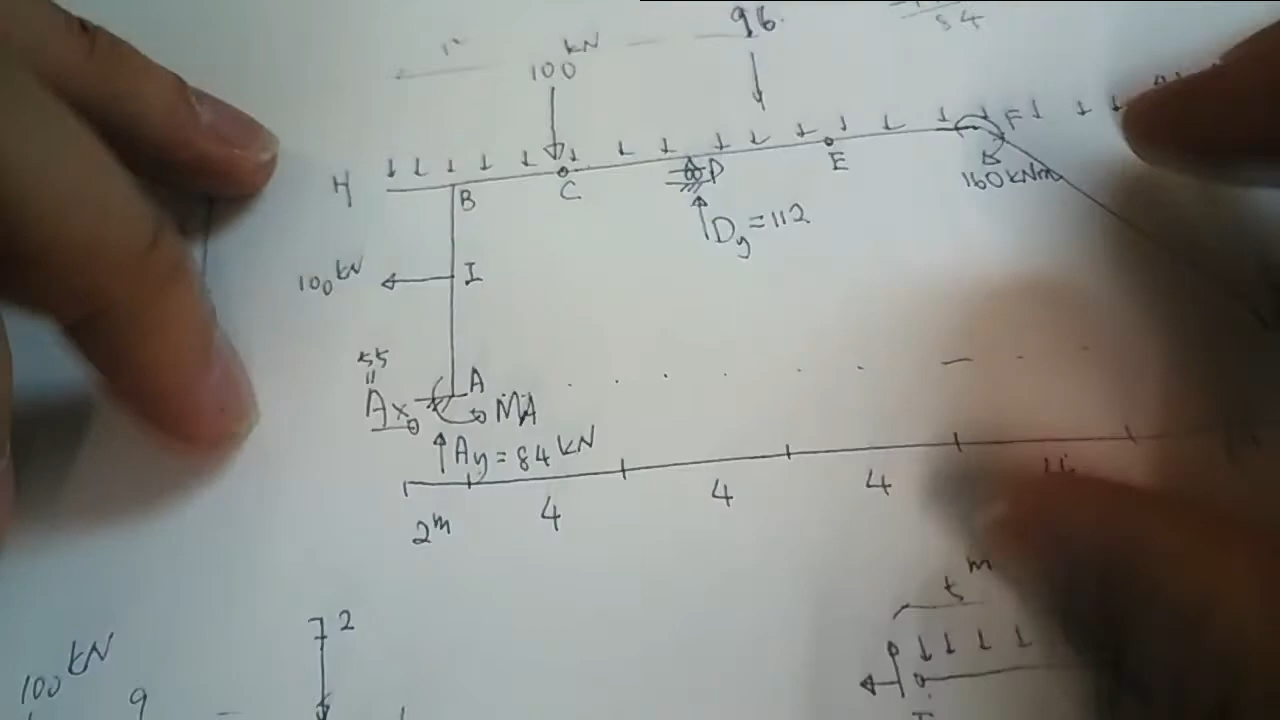 96.
54
100 kN
H
B
C
D
E
F
160 kNm
Dy = 112
100 kN
I
55
"
Ax
A
MA
Ay = 84 kN
2m
4
4
4
m
72
100 kN
9